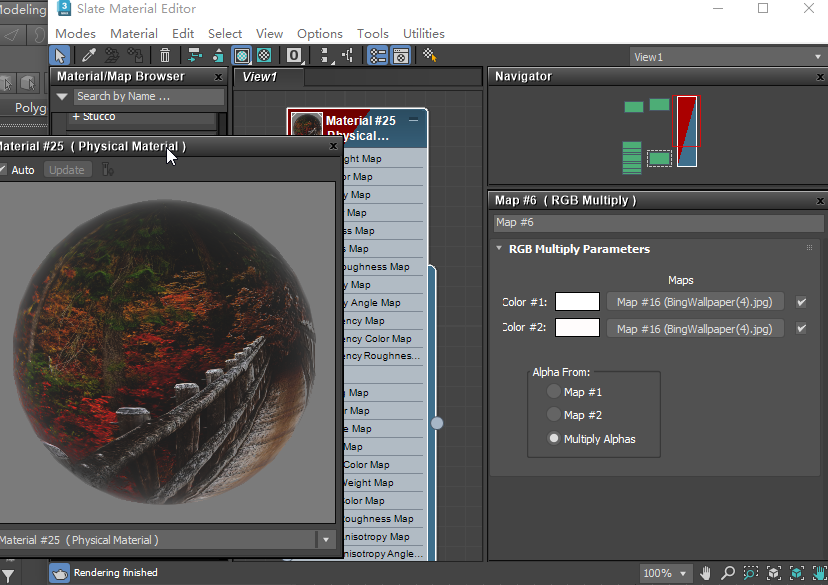 Modeling
Slate Material Editor
Modes Material Edit Select View Options Tools Utilities
View1
Material/Map Browser x
View1
Navigator x
Search by Name ...
Polyg
+ Stucco
Material #25
Physical...
Material #25 ( Physical Material ) x
Auto
Update
ght Map
or Map
y Map
Map
ss Map
s Map
oughness Map
y Map
y Angle Map
ency Map
ency Color Map
ency Roughnes...
g Map
or Map
e Map
Map
Color Map
Weight Map
olor Map
oughness Map
nisotropy Map
nisotropy Angle...
Map #6 ( RGB Multiply ) x
Map #6
RGB Multiply Parameters
Maps
Color #1: Map #16 (BingWallpaper(4).jpg)
Color #2: Map #16 (BingWallpaper(4).jpg)
Alpha From:
Map #1
Map #2
Multiply Alphas
Material #25 ( Physical Material )
Rendering finished
100%